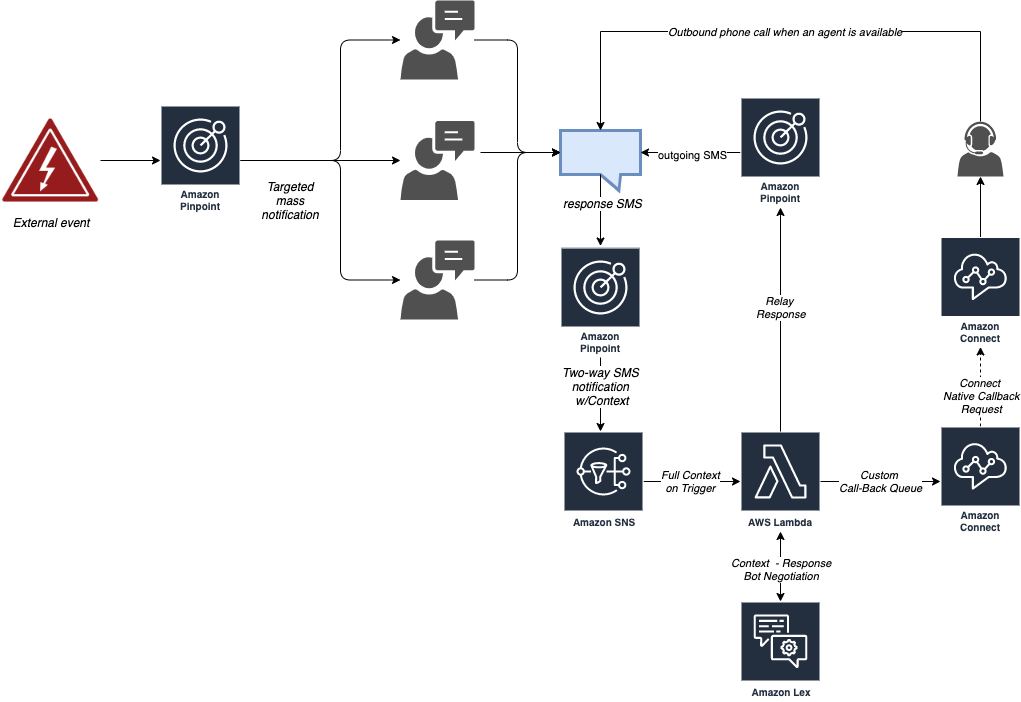 External event
Amazon
Pinpoint
Targeted
mass
notification
Outbound phone call when an agent is available
outgoing SMS
Amazon
Pinpoint
response SMS
Amazon
Pinpoint
Two-way SMS
notification
w/Context
Relay
Response
Amazon
Connect
Connect
Native Callback
Request
Amazon SNS
Full Context
on Trigger
AWS Lambda
Custom
Call-Back Queue
Amazon
Connect
Context  - Response
Bot Negotiation
Amazon Lex